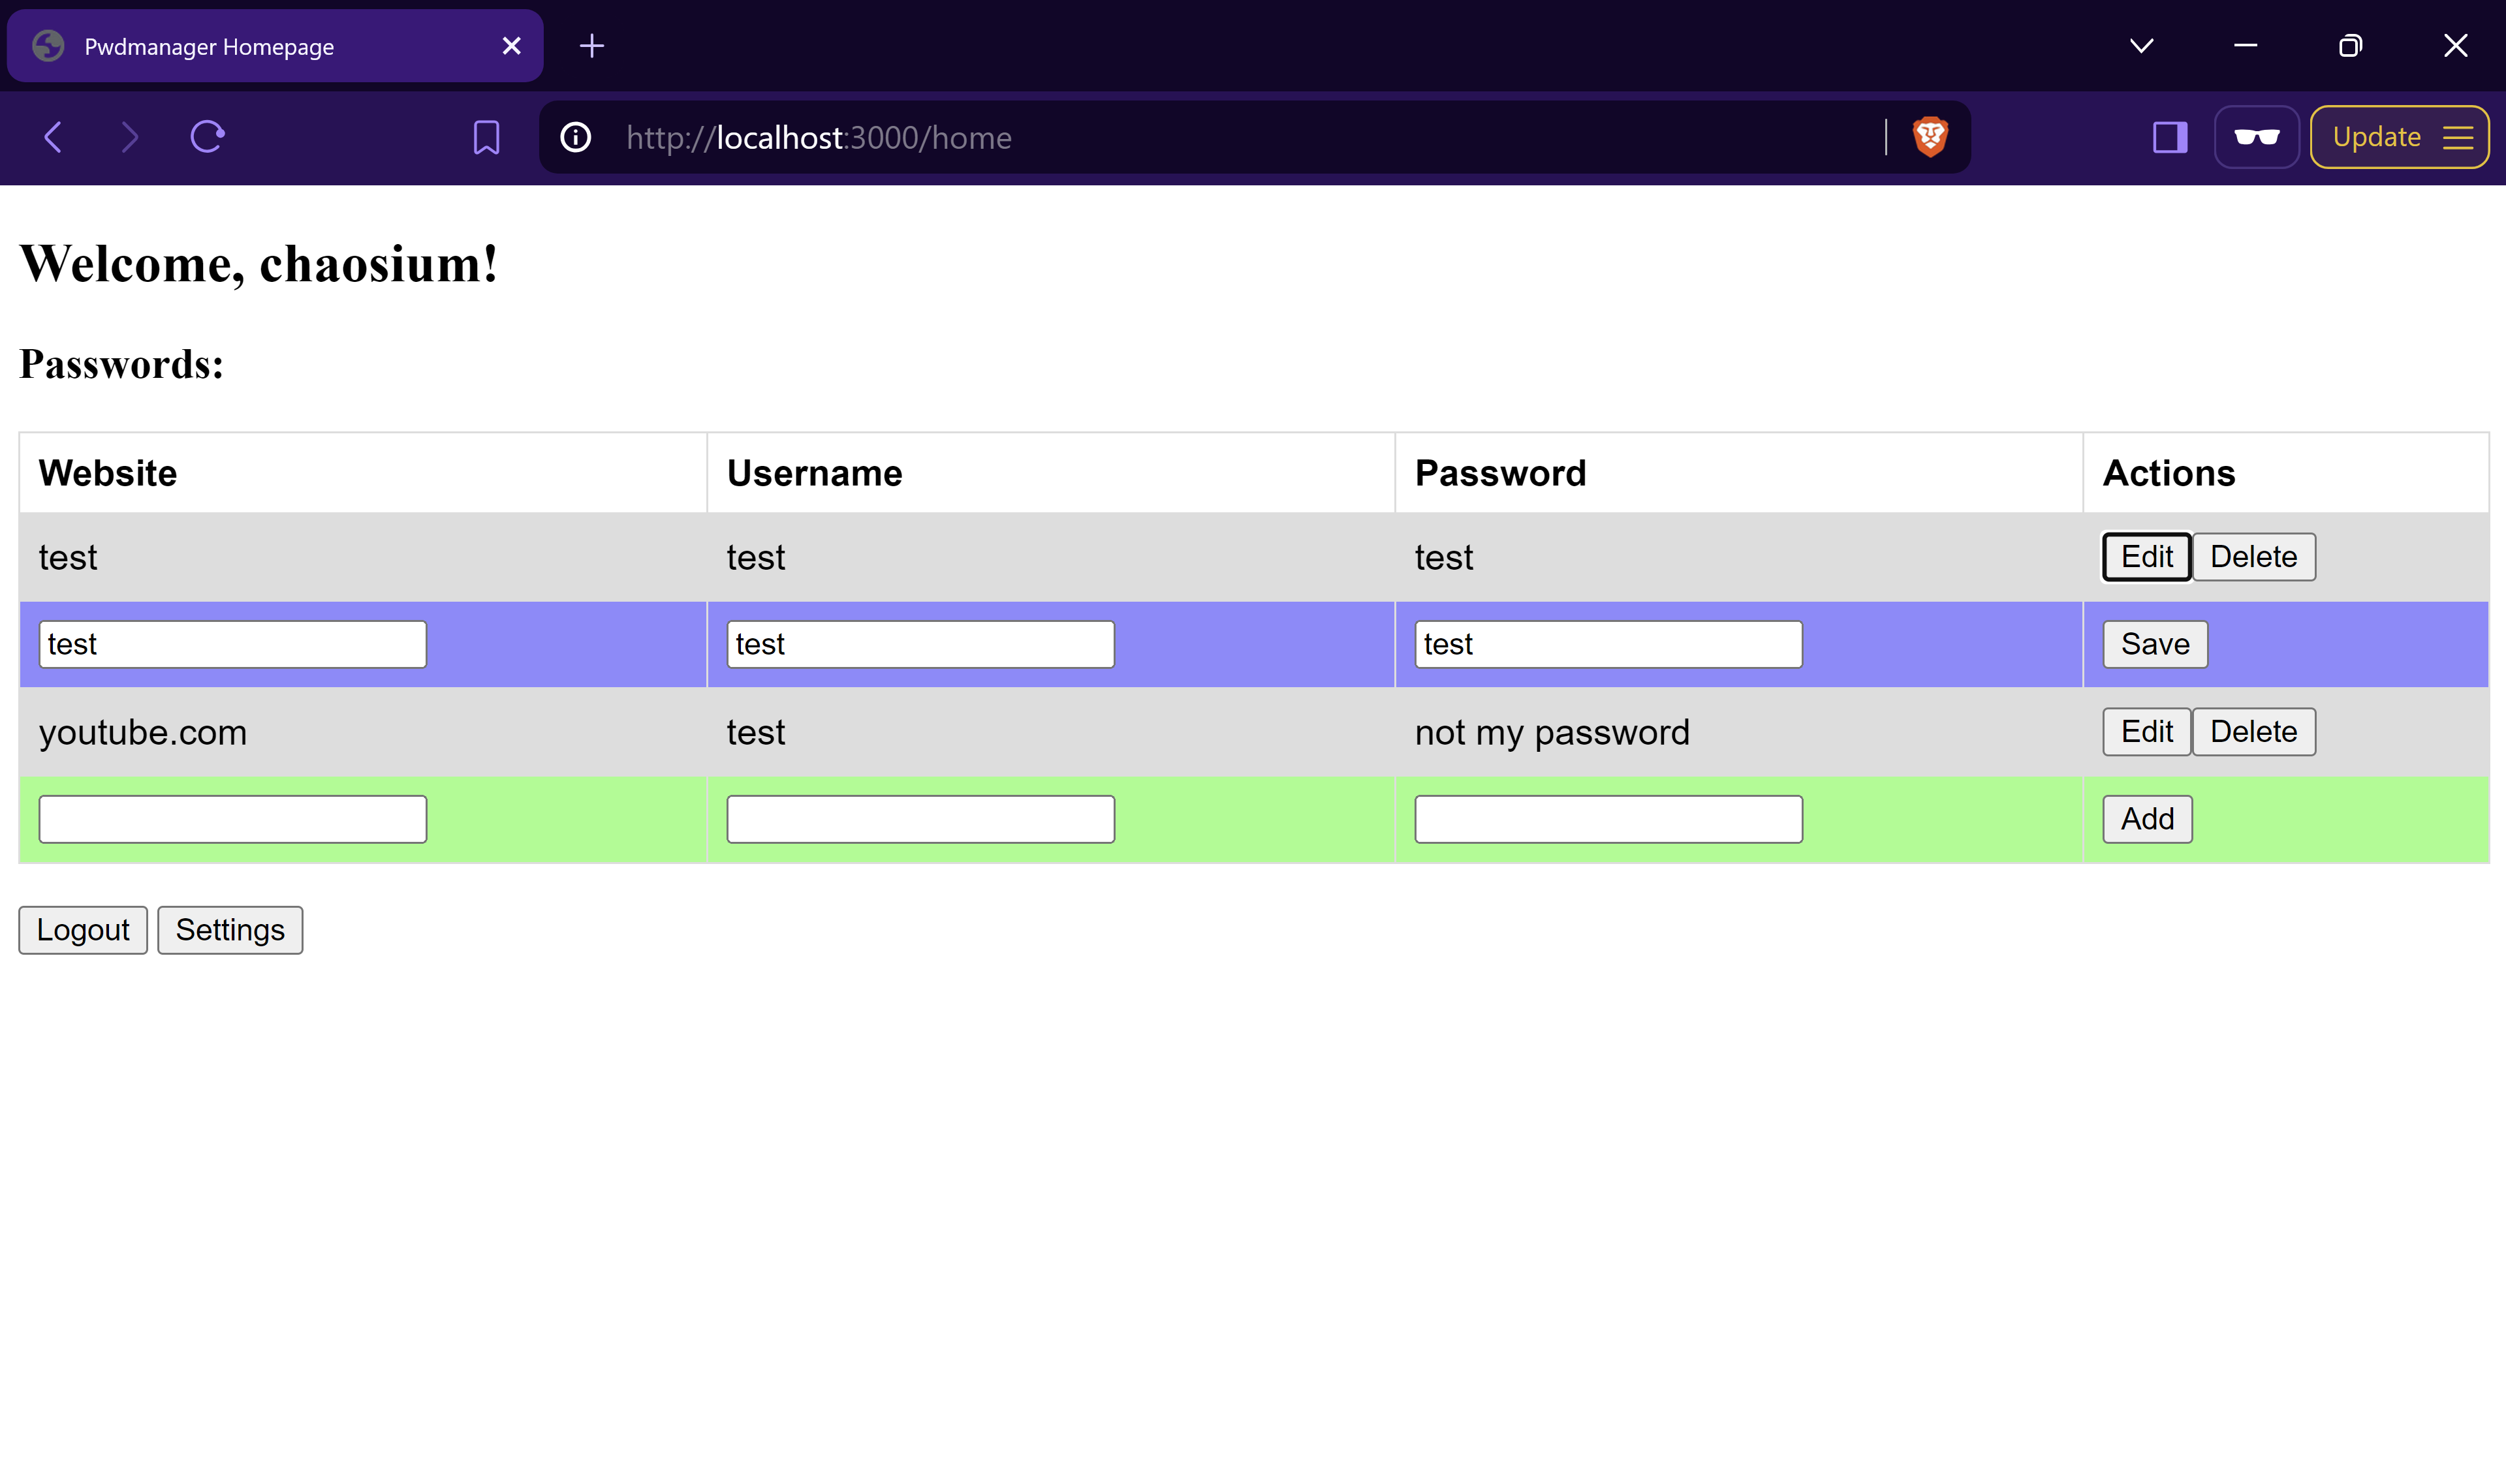 Pwdmanager Homepage
http://localhost:3000/home
Update
Welcome, chaosium!
Passwords:
Website Username Password Actions
test test test Edit Delete
test test test Save
youtube.com test not my password Edit Delete
Add
Logout Settings